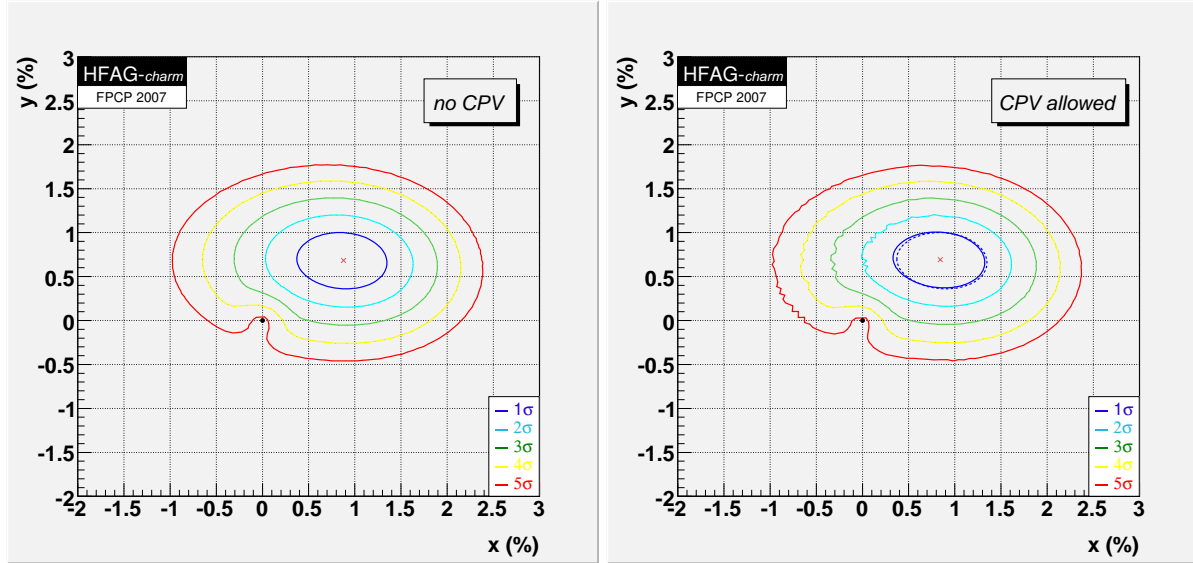 y (%)
3
2.5
2
1.5
1
0.5
0
-0.5
-1
-1.5
-2
HFAG-charm
FPCP 2007
no CPV
1σ
2σ
3σ
4σ
5σ
-2 -1.5 -1 -0.5 0 0.5 1 1.5 2 2.5 3
x (%)
y (%)
3
2.5
2
1.5
1
0.5
0
-0.5
-1
-1.5
-2
HFAG-charm
FPCP 2007
CPV allowed
1σ
2σ
3σ
4σ
5σ
-2 -1.5 -1 -0.5 0 0.5 1 1.5 2 2.5 3
x (%)